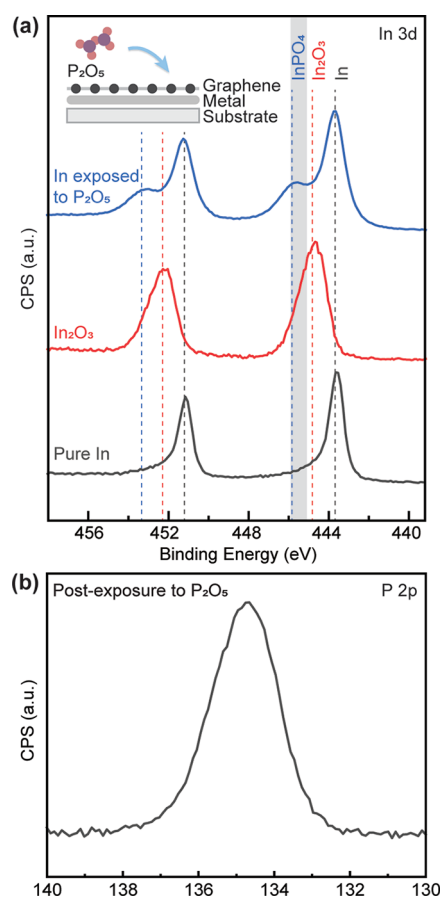 (a)
In 3d
P₂O₅
Graphene
Metal
Substrate
InPO₄
In₂O₃
In
In exposed
to P₂O₅
In₂O₃
Pure In
CPS (a.u.)
456 452 448 444 440
Binding Energy (eV)
(b)
Post-exposure to P₂O₅
P 2p
CPS (a.u.)
140 138 136 134 132 130